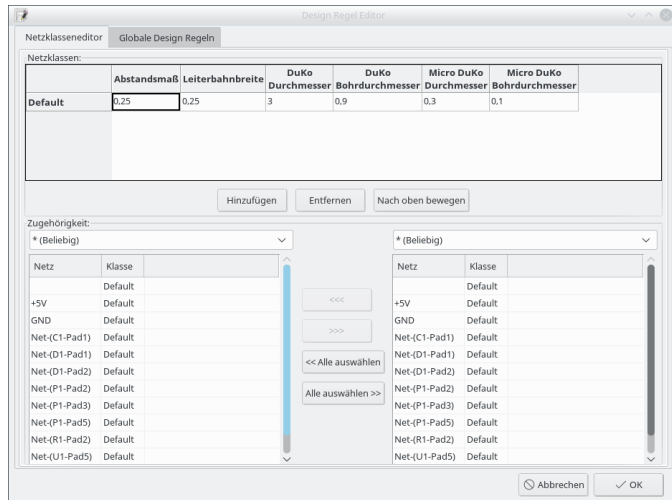 Design Regel Editor
Netzklasseneditor Globale Design Regeln
Netzklassen:
Abstandsmaß Leiterbahnbreite DuKo Durchmesser DuKo Bohrdurchmesser Micro DuKo Durchmesser Micro DuKo Bohrdurchmesser
Default 0,25 0,25 3 0,9 0,3 0,1
Hinzufügen Entfernen Nach oben bewegen
Zugehörigkeit:
* (Beliebig) * (Beliebig)
Netz Klasse Netz Klasse
Default Default
+5V Default <<< +5V Default
GND Default GND Default
Net-(C1-Pad1) Default >>> Net-(C1-Pad1) Default
Net-(D1-Pad1) Default Net-(D1-Pad1) Default
Net-(D1-Pad2) Default << Alle auswählen Net-(D1-Pad2) Default
Net-(P1-Pad2) Default Net-(P1-Pad2) Default
Net-(P1-Pad3) Default Alle auswählen >> Net-(P1-Pad3) Default
Net-(P1-Pad5) Default Net-(P1-Pad5) Default
Net-(R1-Pad2) Default Net-(R1-Pad2) Default
Net-(U1-Pad5) Default Net-(U1-Pad5) Default
Abbrechen OK